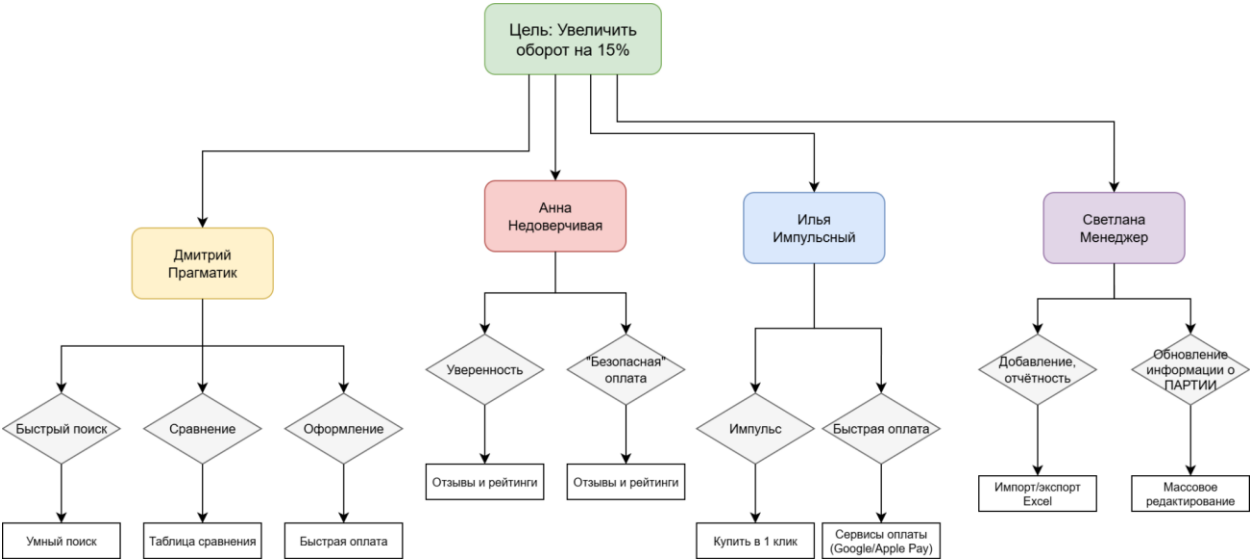 Цель: Увеличить
оборот на 15%
Дмитрий
Прагматик
Анна
Недоверчивая
Илья
Импульсный
Светлана
Менеджер
Быстрый поиск
Сравнение
Оформление
Уверенность
"Безопасная"
оплата
Импульс
Быстрая оплата
Добавление,
отчётность
Обновление
информации о
ПАРТИИ
Умный поиск
Таблица сравнения
Быстрая оплата
Отзывы и рейтинги
Отзывы и рейтинги
Купить в 1 клик
Сервисы оплаты
(Google/Apple Pay)
Импорт/экспорт
Excel
Массовое
редактирование